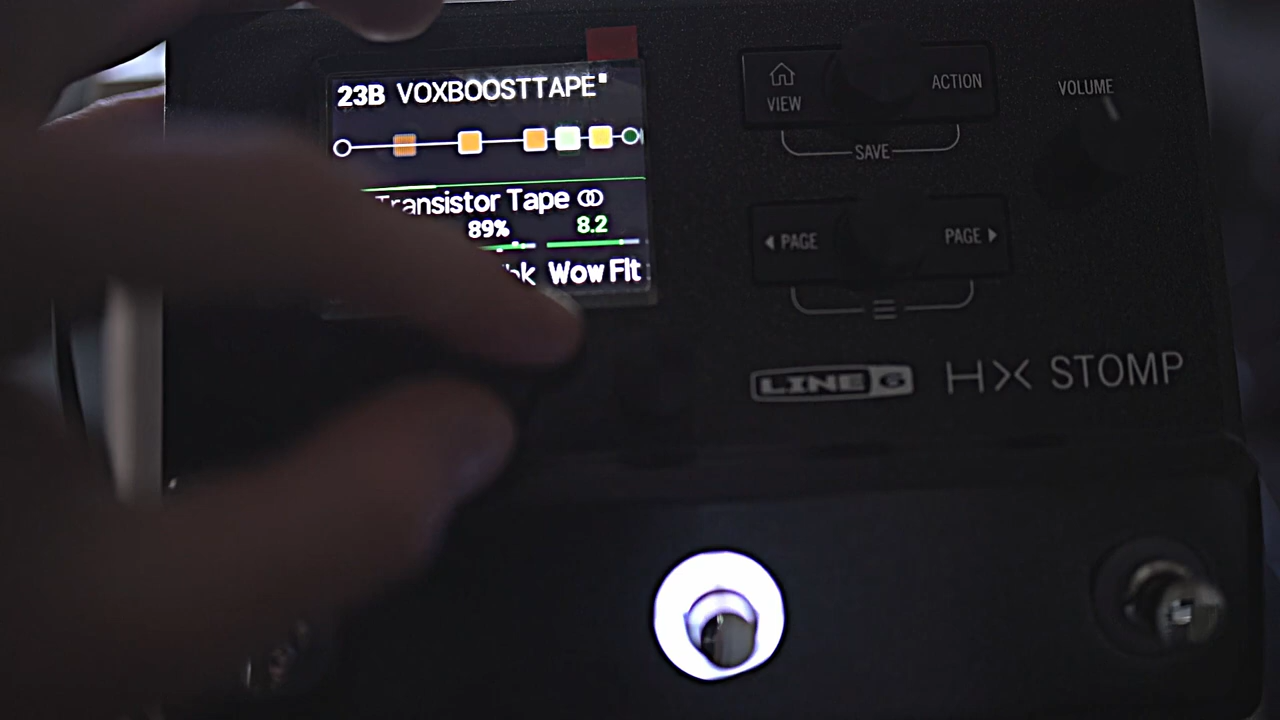 23B VOXBOOSTTAPE
Transistor Tape
89% 8.2
Wow Flt
VIEW
ACTION
SAVE
PAGE
PAGE
VOLUME
LINE 6 HX STOMP